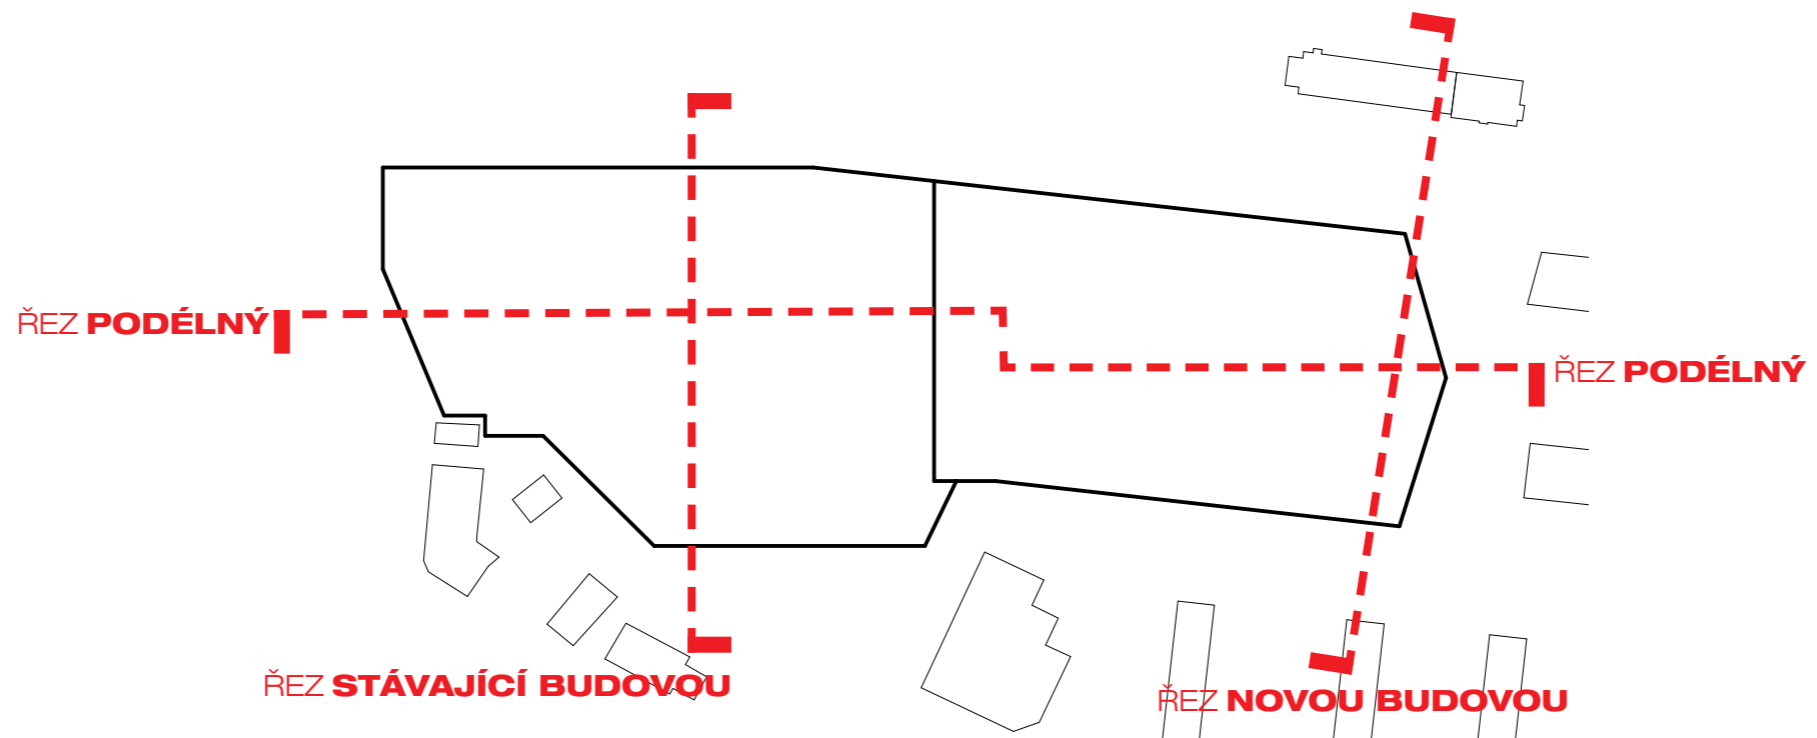 ŘEZ PODÉLNÝ
ŘEZ PODÉLNÝ
ŘEZ STÁVAJÍCÍ BUDOVOU
ŘEZ NOVOU BUDOVOU